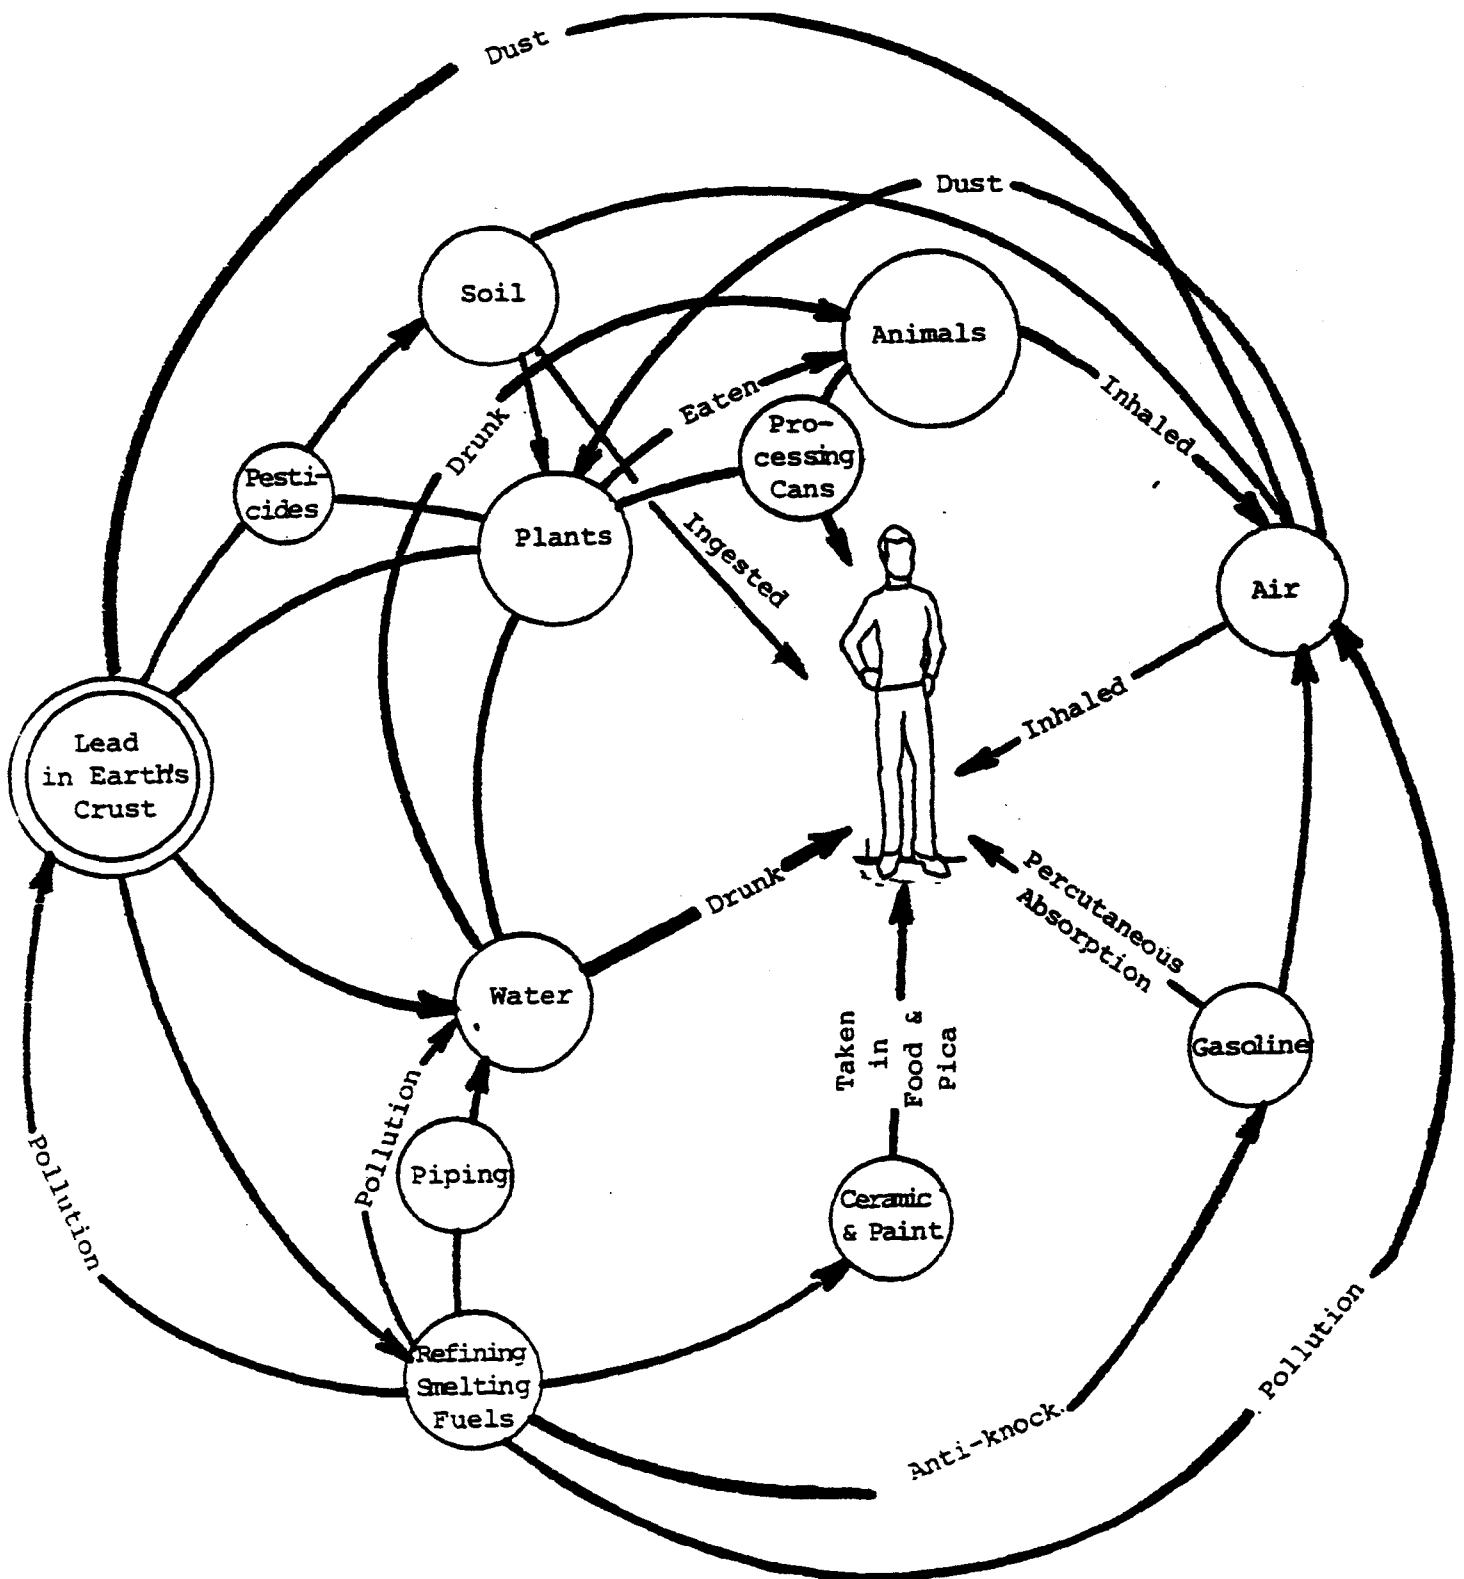 Dust
Dust
Soil
Animals
Eaten
Inhaled
Drunk
Pro-
cessing
Cans
Pesti-
cides
Plants
Ingested
Air
Inhaled
Lead
in Earth's
Crust
Drunk
Percutaneous
Absorption
Water
Taken
in
Food &
Pica
Gasoline
Pollution
Pollution
Piping
Ceramic
& Paint
Pollution
Refining
Smelting
Fuels
Anti-knock